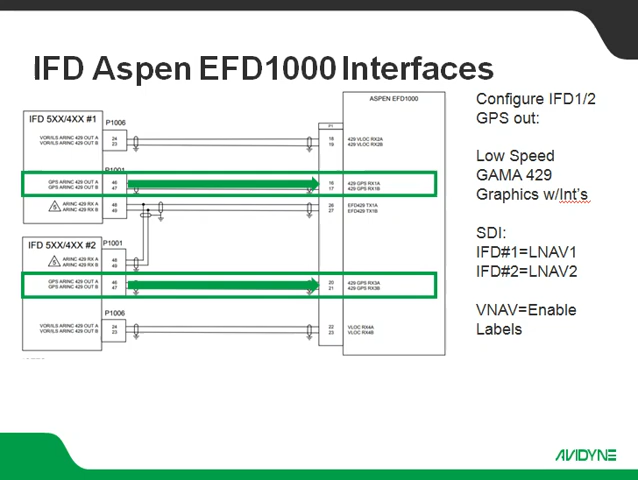 IFD Aspen EFD1000 Interfaces
IFD 5XX/4XX #1
P1006
VOR/ILS ARINC 429 OUT A
VOR/ILS ARINC 429 OUT B
24
23
P1001
GPS ARINC 429 OUT A
GPS ARINC 429 OUT B
46
47
ARINC 429 RX A
ARINC 429 RX B
48
49
IFD 5XX/4XX #2
P1001
ARINC 429 RX A
ARINC 429 RX B
48
49
GPS ARINC 429 OUT A
GPS ARINC 429 OUT B
46
47
P1006
VOR/ILS ARINC 429 OUT A
VOR/ILS ARINC 429 OUT B
24
23
ASPEN EFD1000
18
19
429 VLOC RX2A
429 VLOC RX2B
16
17
429 GPS RX1A
429 GPS RX1B
26
27
EFD429 TX1A
EFD429 TX1B
20
21
429 GPS RX3A
429 GPS RX3B
22
23
VLOC RX4A
VLOC RX4B
Configure IFD1/2
GPS out:
Low Speed
GAMA 429
Graphics w/Int's
SDI:
IFD#1=LNAV1
IFD#2=LNAV2
VNAV=Enable
Labels
AVIDYNE